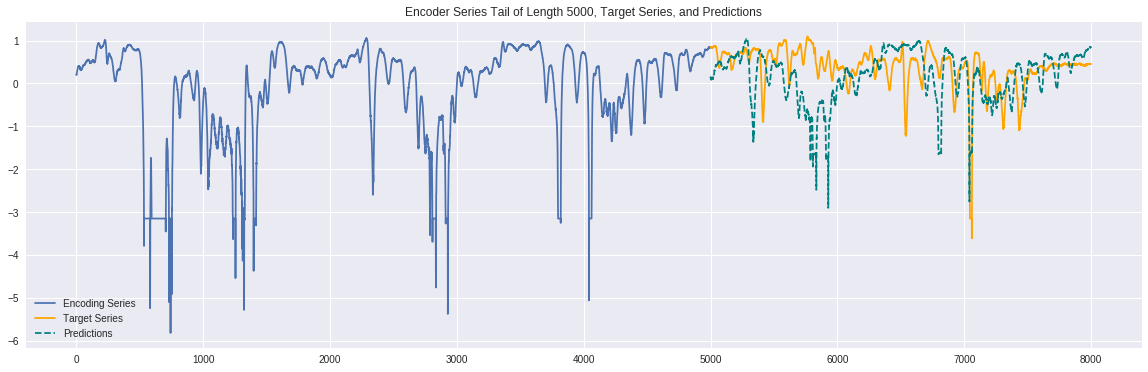 Encoder Series Tail of Length 5000, Target Series, and Predictions
1
0
−1
−2
−3
−4
−5
−6
Encoding Series
Target Series
Predictions
0 1000 2000 3000 4000 5000 6000 7000 8000